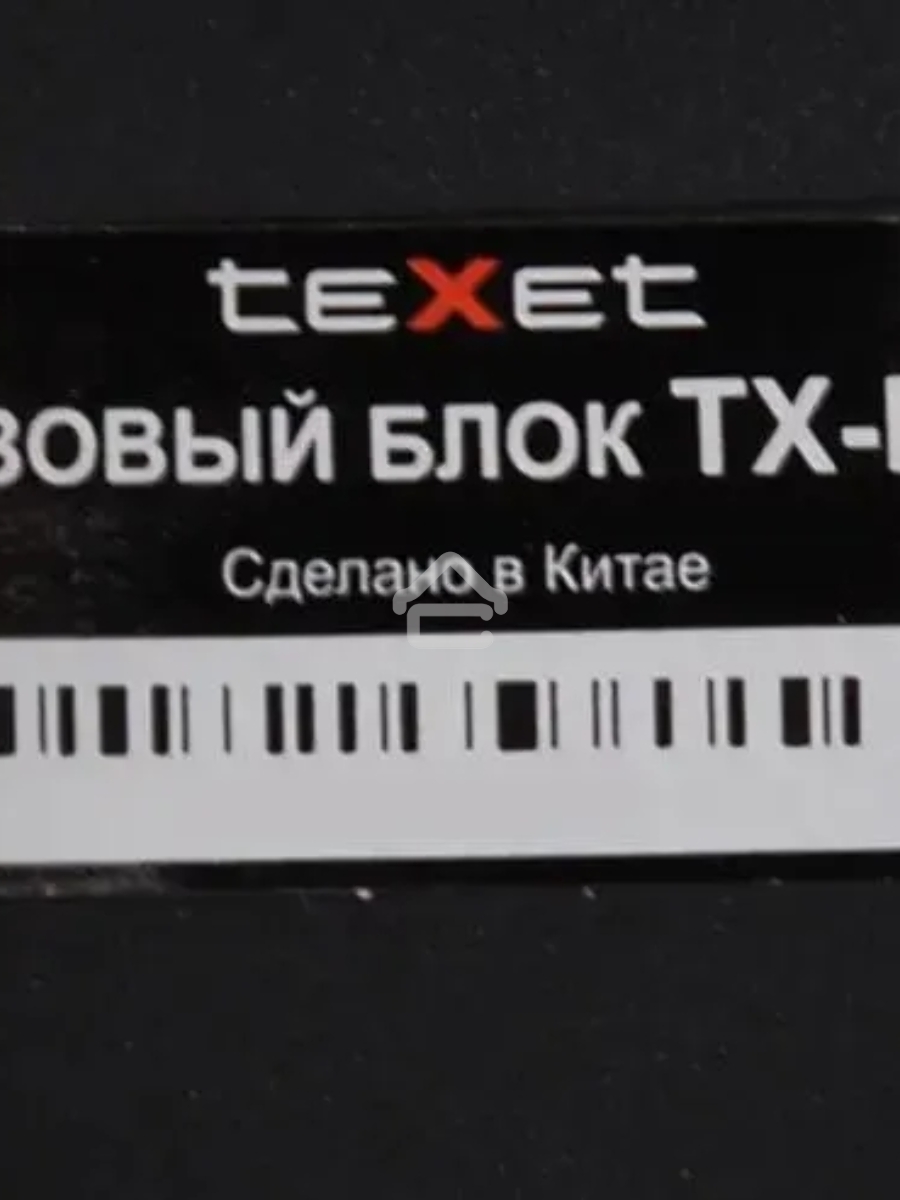 teXet
ЗОВЫЙ БЛОК TX-
Сделано в Китае